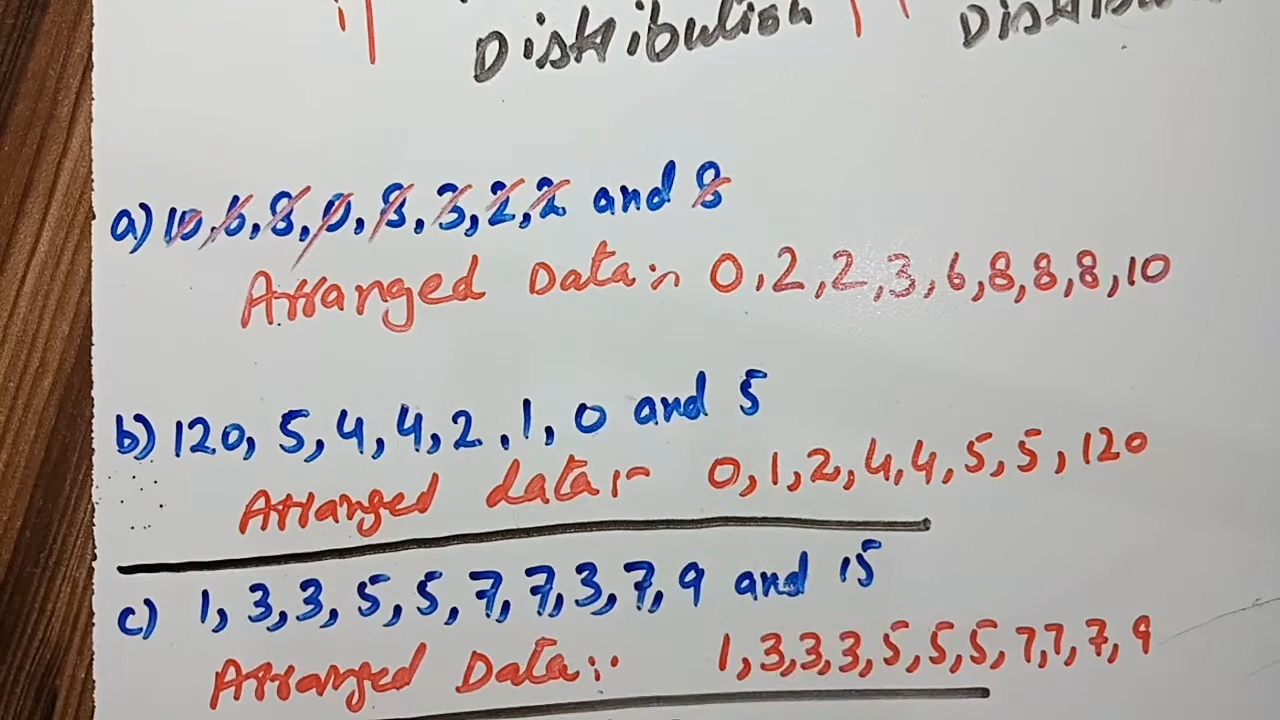 Distribution
a) 10, 6, 8, 0, 8, 3, 2, 2 and 8
Arranged Data:- 0,2,2,3,6,8,8,8,10
b) 120, 5, 4, 4, 2, 1, 0 and 5
Arranged data:- 0,1,2,4,4,5,5,120
c) 1, 3, 3, 5, 5, 7, 7, 3, 7, 9 and 15
Arranged Data:- 1,3,3,3,5,5,5,7,7,7,9